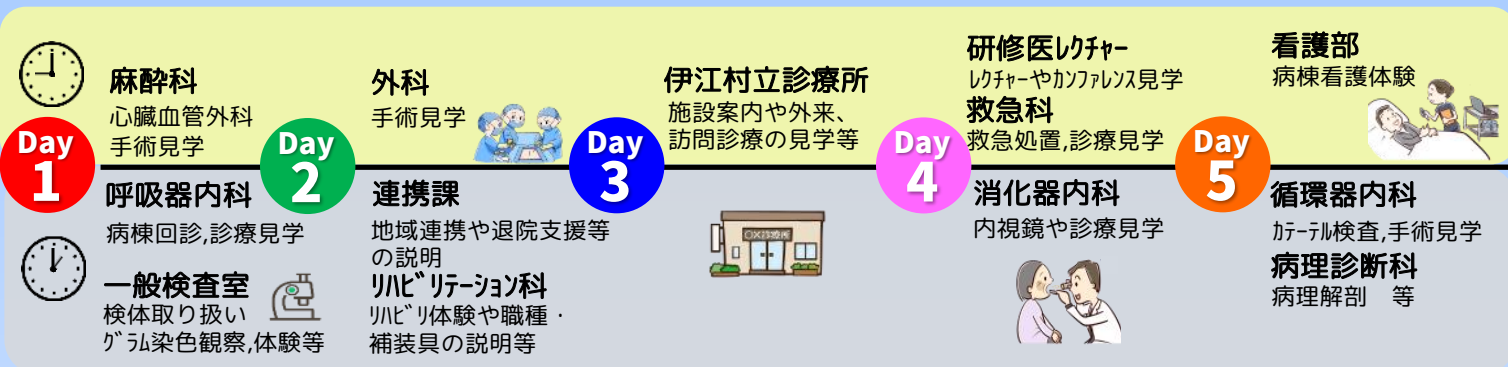 Day
1
麻酔科
心臓血管外科
手術見学
呼吸器内科
病棟回診,診療見学
一般検査室
検体取り扱い
グラム染色観察,体験等
Day
2
外科
手術見学
連携課
地域連携や退院支援等
の説明
リハビリテーション科
リハビリ体験や職種・
補装具の説明等
Day
3
伊江村立診療所
施設案内や外来、
訪問診療の見学等
〇×診療所
Day
4
研修医レクチャー
レクチャーやカンファレンス見学
救急科
救急処置,診療見学
消化器内科
内視鏡や診療見学
Day
5
看護部
病棟看護体験
循環器内科
カテーテル検査,手術見学
病理診断科
病理解剖　等